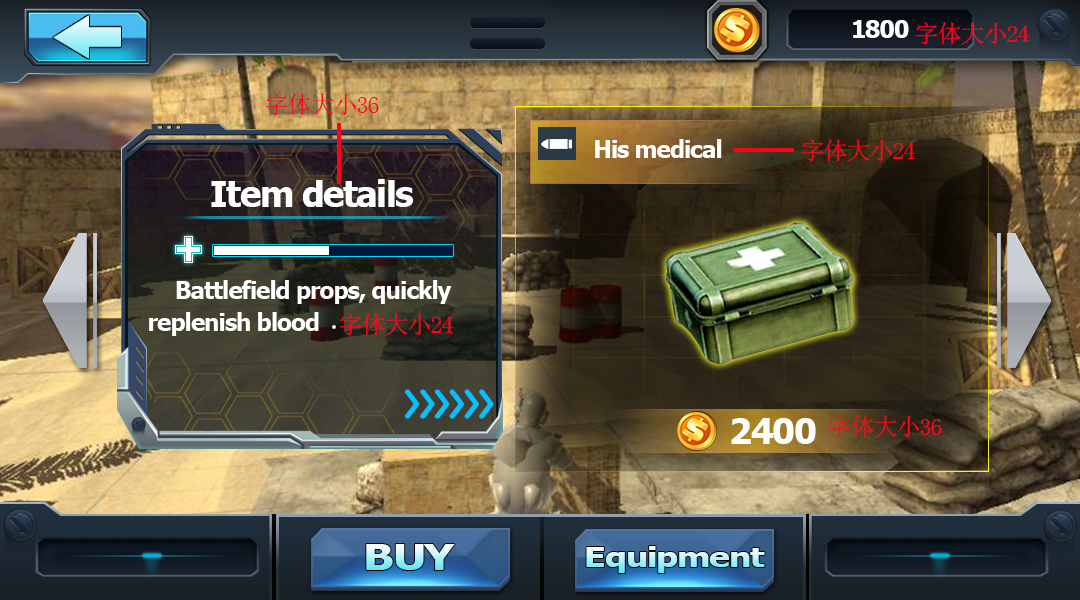 1800 字体大小24
字体大小36
Item details
Battlefield props, quickly
replenish blood . 字体大小24
His medical 字体大小24
2400 字体大小36
BUY
Equipment